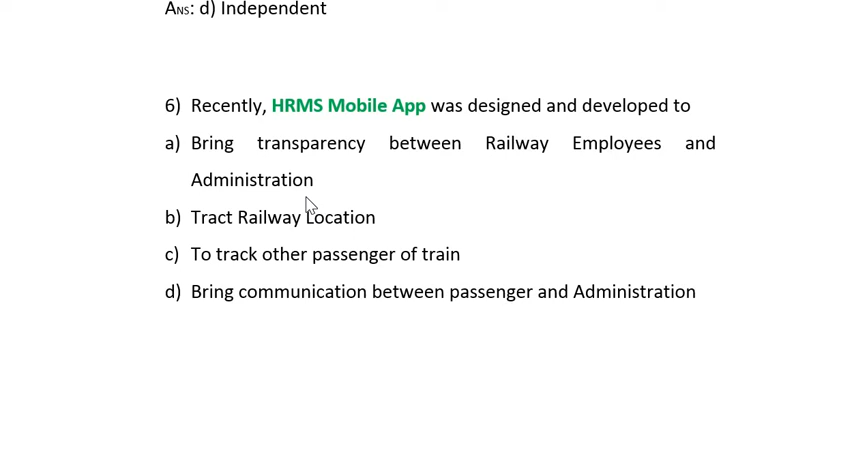 Ans: d) Independent
6) Recently, HRMS Mobile App was designed and developed to
a) Bring transparency between Railway Employees and
Administration
b) Tract Railway Location
c) To track other passenger of train
d) Bring communication between passenger and Administration